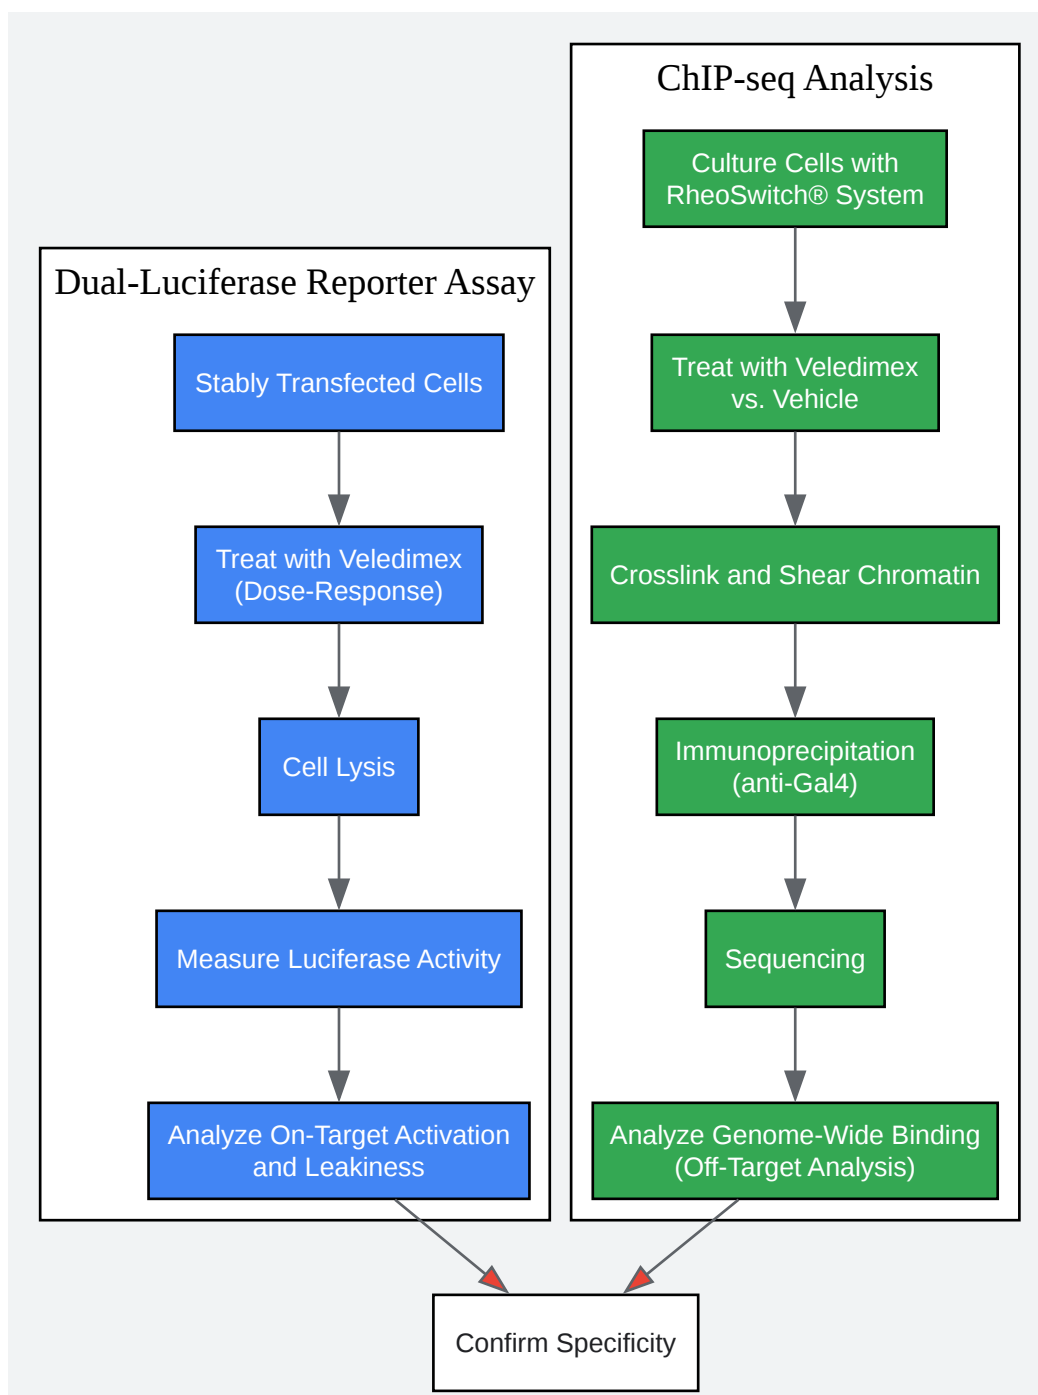 Dual-Luciferase Reporter Assay
Stably Transfected Cells
Treat with Veledimex
(Dose-Response)
Cell Lysis
Measure Luciferase Activity
Analyze On-Target Activation
and Leakiness
ChIP-seq Analysis
Culture Cells with
RheoSwitch® System
Treat with Veledimex
vs. Vehicle
Crosslink and Shear Chromatin
Immunoprecipitation
(anti-Gal4)
Sequencing
Analyze Genome-Wide Binding
(Off-Target Analysis)
Confirm Specificity